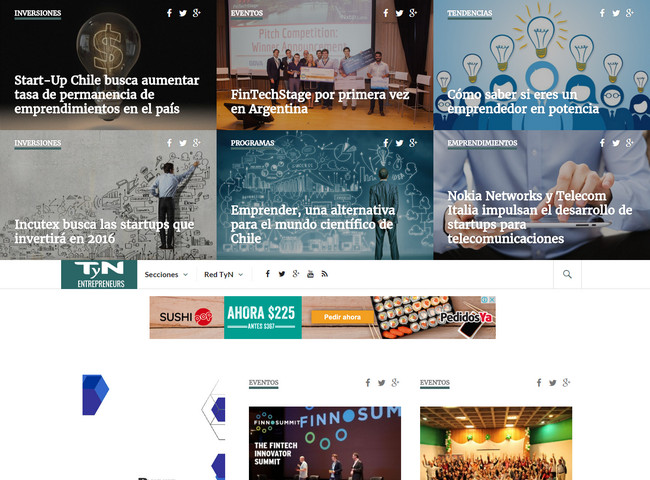 INVERSIONES
Start-Up Chile busca aumentar
tasa de permanencia de
emprendimientos en el país
EVENTOS
Pitch Competition:
Winner Announcement
FinTechStage por primera vez
en Argentina
TENDENCIAS
Cómo saber si eres un
emprendedor en potencia
INVERSIONES
Incutex busca las startups que
invertirá en 2016
PROGRAMAS
Emprender, una alternativa
para el mundo científico de
Chile
EMPRENDIMIENTOS
Nokia Networks y Telecom
Italia impulsan el desarrollo de
startups para
telecomunicaciones
TyN
ENTREPRENEURS
Secciones
Red TyN
SUSHI POP
AHORA $225
ANTES $367
Pedir ahora
PedidosYa
EVENTOS
FINNOSUMMIT
FINNOSUM
THE FINTECH
INNOVATOR
SUMMIT
EVENTOS